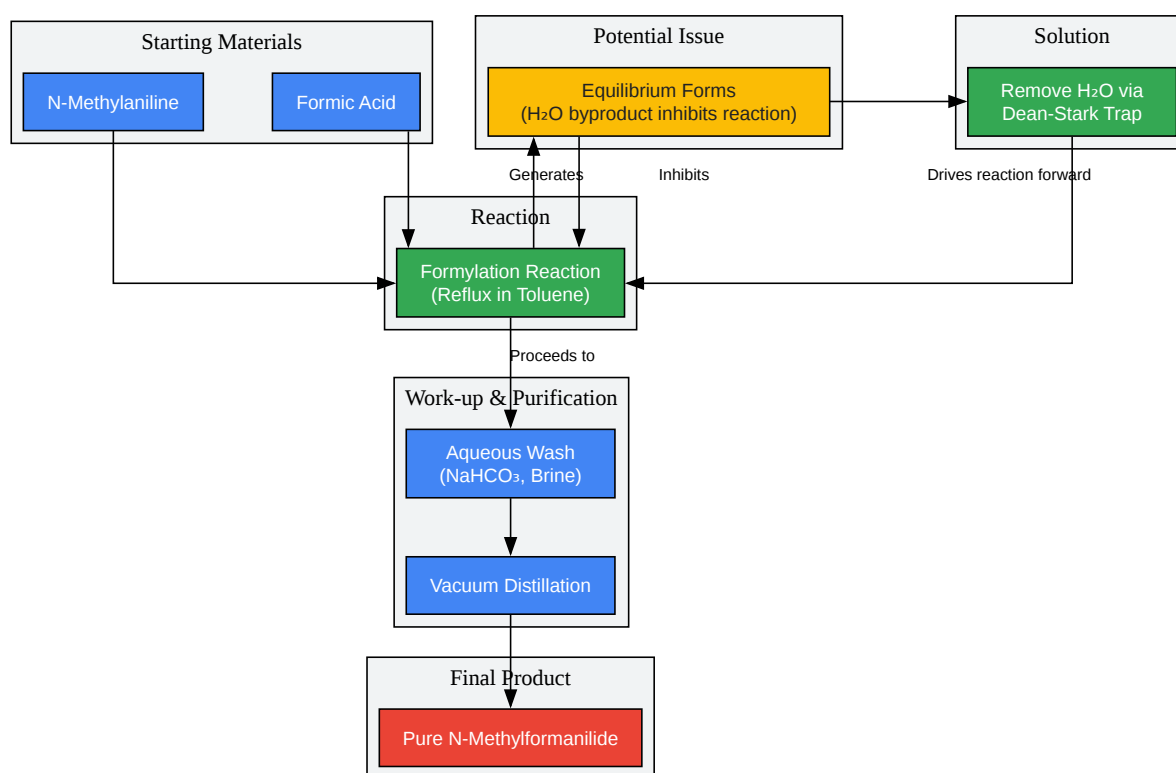 Starting Materials
N-Methylaniline
Formic Acid
Potential Issue
Equilibrium Forms
(H₂O byproduct inhibits reaction)
Solution
Remove H₂O via
Dean-Stark Trap
Generates
Inhibits
Drives reaction forward
Reaction
Formylation Reaction
(Reflux in Toluene)
Proceeds to
Work-up & Purification
Aqueous Wash
(NaHCO₃, Brine)
Vacuum Distillation
Final Product
Pure N-Methylformanilide